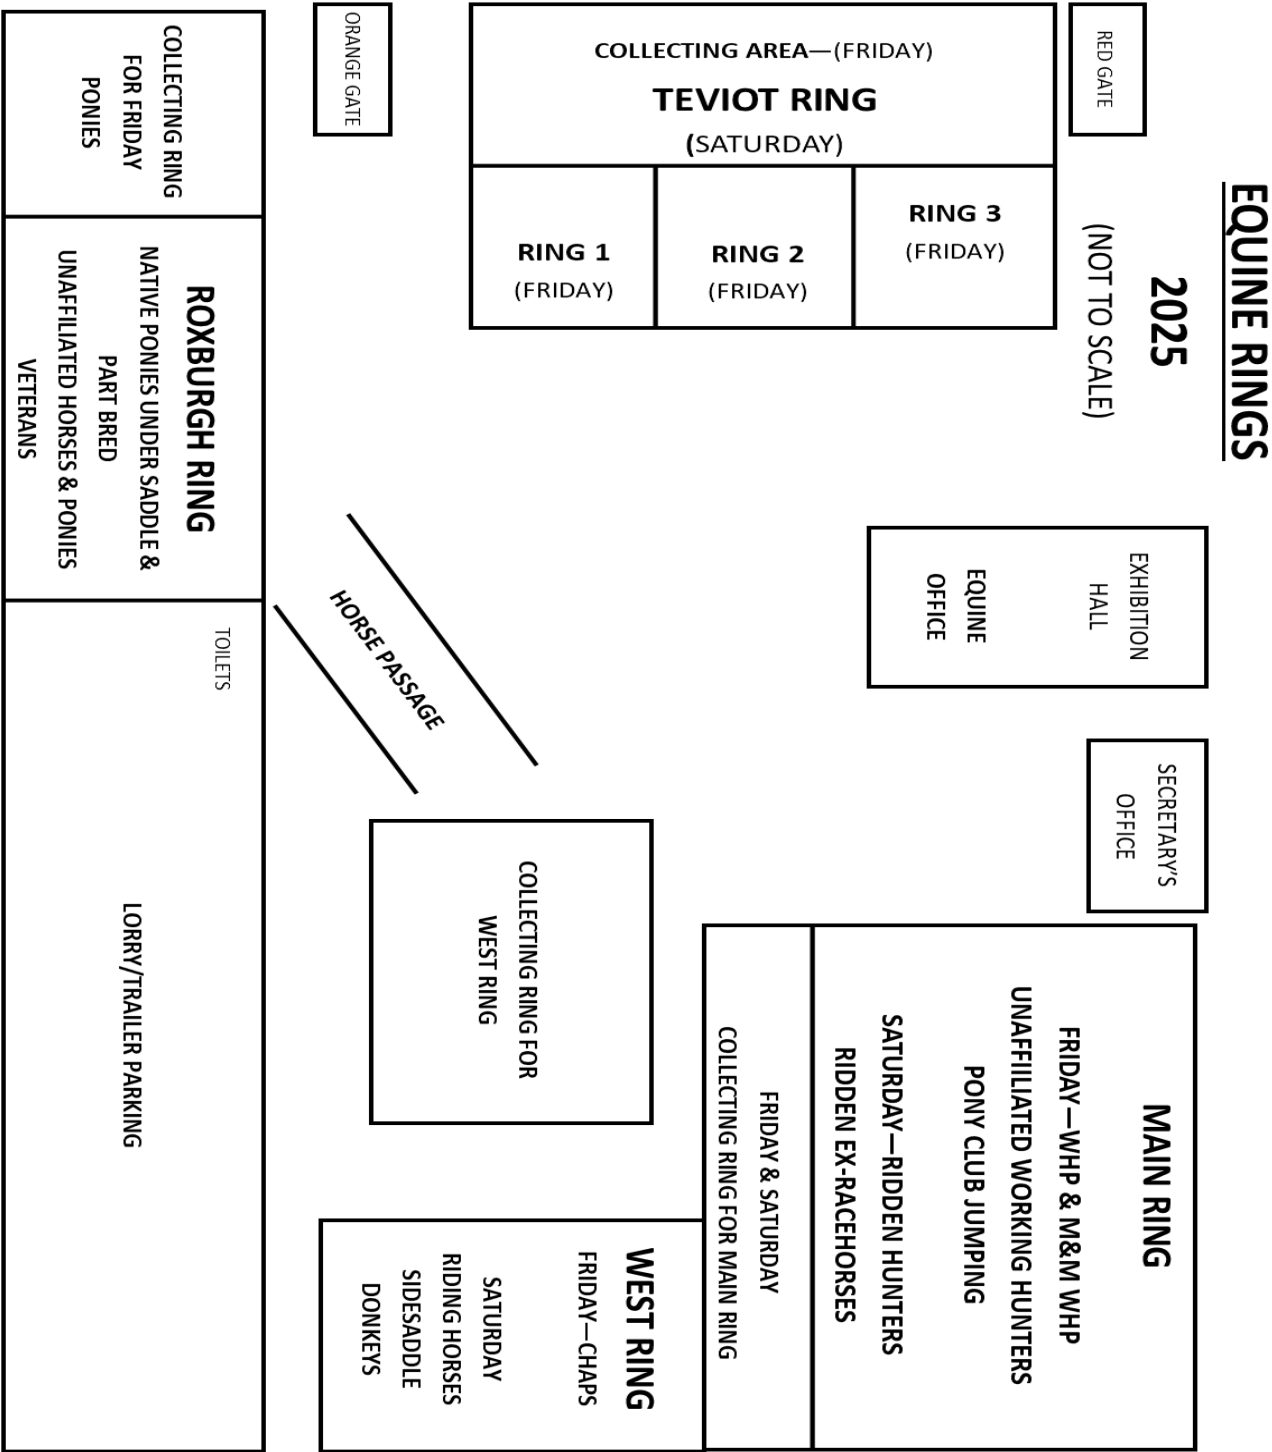 EQUINE RINGS
2025
(NOT TO SCALE)
RED GATE
COLLECTING AREA—(FRIDAY)
TEVIOT RING
(SATURDAY)
RING 1
(FRIDAY)
RING 2
(FRIDAY)
RING 3
(FRIDAY)
ORANGE GATE
COLLECTING RING
FOR FRIDAY
PONIES
ROXBURGH RING
NATIVE PONIES UNDER SADDLE &
PART BRED
UNAFFILIATED HORSES & PONIES
VETERANS
EXHIBITION
HALL
EQUINE
OFFICE
SECRETARY'S
OFFICE
HORSE PASSAGE
TOILETS
LORRY/TRAILER PARKING
COLLECTING RING FOR
WEST RING
MAIN RING
FRIDAY—WHP & M&M WHP
UNAFFIILIATED WORKING HUNTERS
PONY CLUB JUMPING
SATURDAY—RIDDEN HUNTERS
RIDDEN EX-RACEHORSES
FRIDAY & SATURDAY
COLLECTING RING FOR MAIN RING
WEST RING
FRIDAY—CHAPS
SATURDAY
RIDING HORSES
SIDESADDLE
DONKEYS